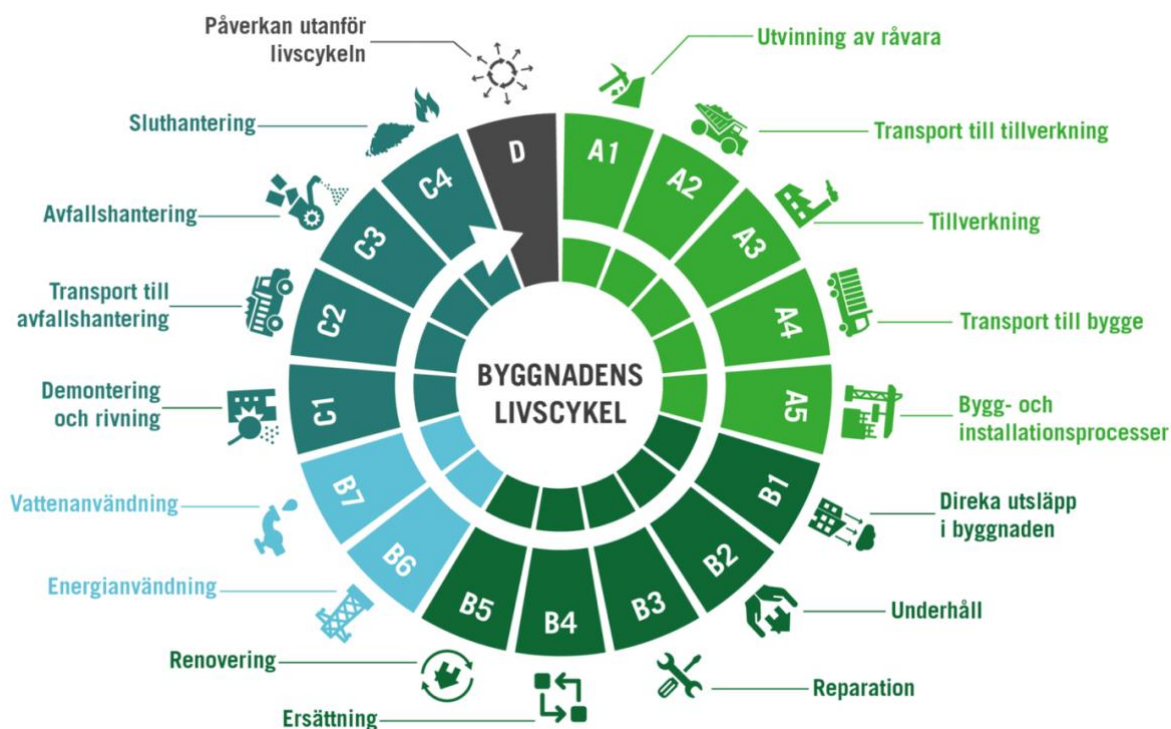 Påverkan utanför
livscykeln
Utvinning av råvara
Sluthantering
Transport till tillverkning
Avfallshantering
Tillverkning
Transport till
avfallshantering
Transport till bygge
Demontering
och rivning
Bygg- och
installationsprocesser
Vattenanvändning
Direka utsläpp
i byggnaden
Energianvändning
Underhåll
Renovering
Reparation
Ersättning
D
A1
A2
A3
A4
A5
B1
B2
B3
B4
B5
B6
B7
C1
C2
C3
C4
BYGGNADENS
LIVSCYKEL